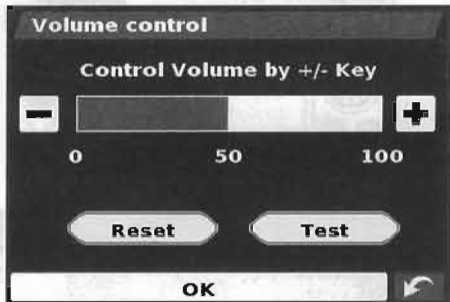 Volume control
Control Volume by +/- Key
0 50 100
Reset Test
OK